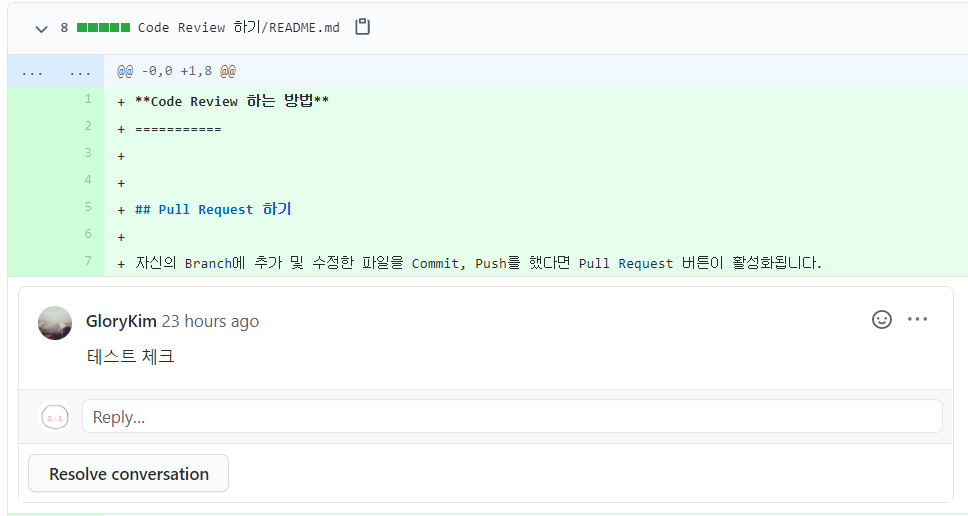 8 Code Review 하기/README.md
... ... @@ -0,0 +1,8 @@
1 + **Code Review 하는 방법**
2 + ===========
3 +
4 +
5 + ## Pull Request 하기
6 +
7 + 자신의 Branch에 추가 및 수정한 파일을 Commit, Push를 했다면 Pull Request 버튼이 활성화됩니다.
GloryKim 23 hours ago
테스트 체크
Reply...
Resolve conversation